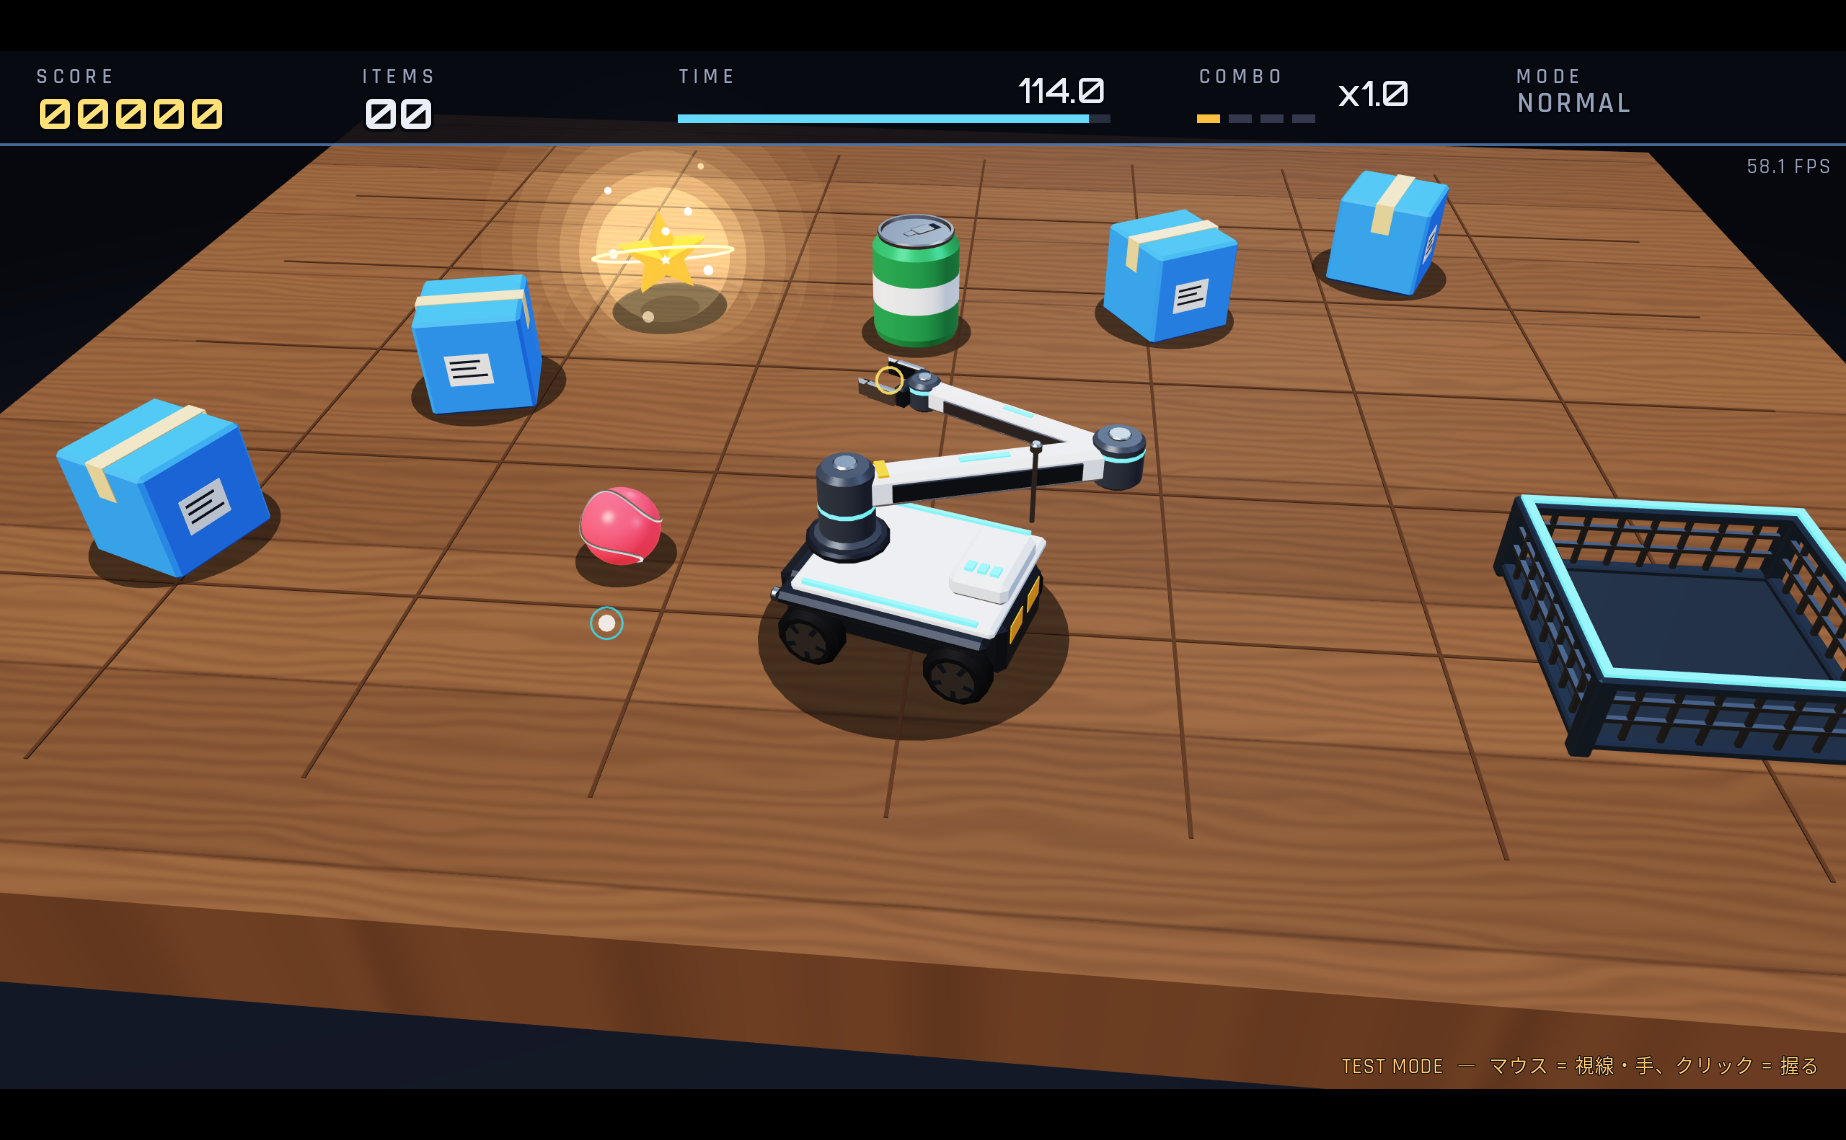 SCORE
00000
ITEMS
00
TIME
114.0
COMBO
x1.0
MODE
NORMAL
58.1 FPS
TEST MODE — マウス = 視線・手、クリック = 握る